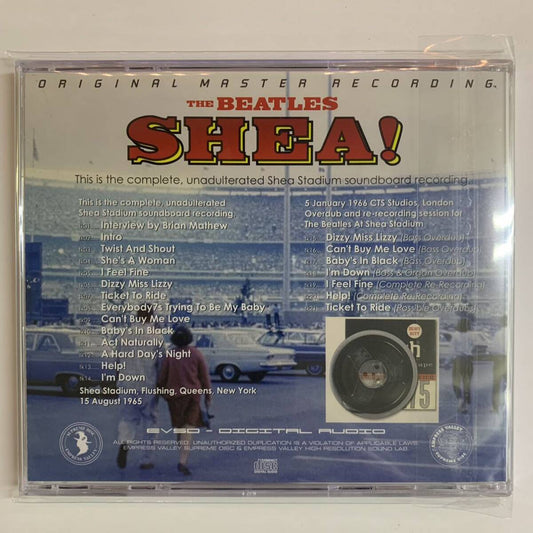 ORIGINAL MASTER RECORDING
THE BEATLES
SHEA!
This is the complete, unadulterated Shea Stadium soundboard recording
This is the complete, unadulterated
Shea Stadium soundboard recording.
Interview by Brian Mathew
Intro
Twist And Shout
She's A Woman
I Feel Fine
Dizzy Miss Lizzy
Ticket To Ride
Everybody7s Trying To Be My Baby
Can't Buy Me Love
Baby's In Black
Act Naturally
A Hard Day's Night
Help!
I'm Down
Shea Stadium, Flushing, Queens, New York
15 August 1965
5 January 1966 CTS Studios, London
Overdub and re-recording session for
The Beatles At Shea Stadium
Dizzy Miss Lizzy (Bass Overdub)
Can't Buy Me Love (Bass Overdub)
Baby's In Black (Bass Overdub)
I'm Down (Bass & Organ Overdub)
I Feel Fine (Complete Re-Recording)
Help! (Complete Re-Recording)
Ticket To Ride (Possible Overdub)
EVSD - DIGITAL AUDIO
ALL RIGHTS RESERVED. UNAUTHORIZED DUPLICATION IS A VIOLATION OF APPLICABLE LAWS.
EMPRESS VALLEY SUPREME DISC & EMPRESS VALLEY HIGH RESOLUTION SOUND LAB.
EMPRESS VALLEY
SUPREME DISC